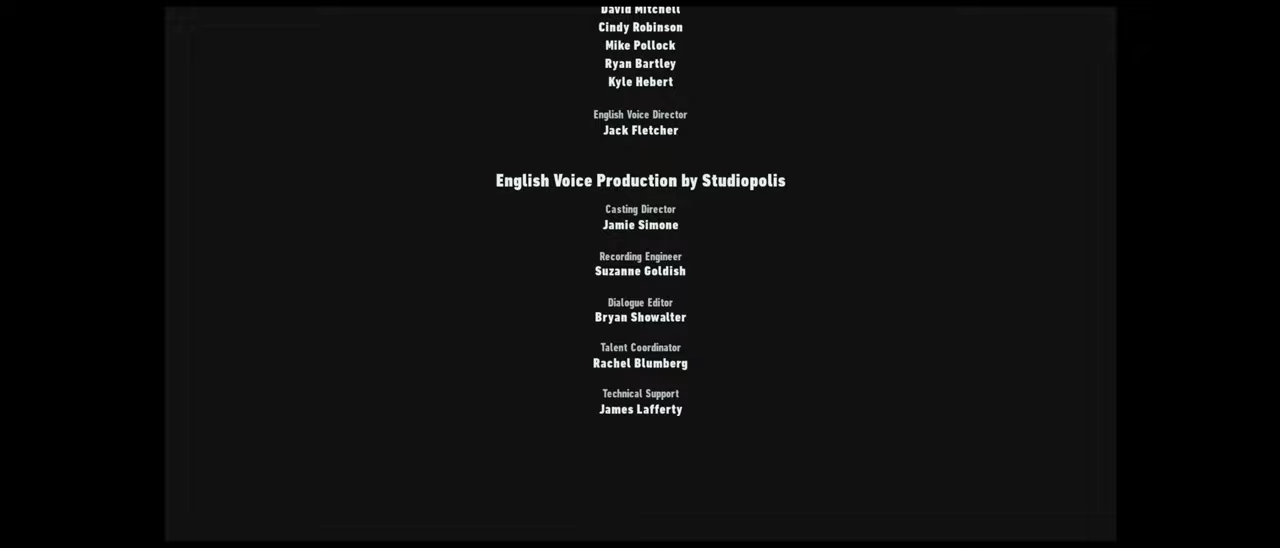 David Mitchell
Cindy Robinson
Mike Pollock
Ryan Bartley
Kyle Hebert
English Voice Director
Jack Fletcher
English Voice Production by Studiopolis
Casting Director
Jamie Simone
Recording Engineer
Suzanne Goldish
Dialogue Editor
Bryan Showalter
Talent Coordinator
Rachel Blumberg
Technical Support
James Lafferty